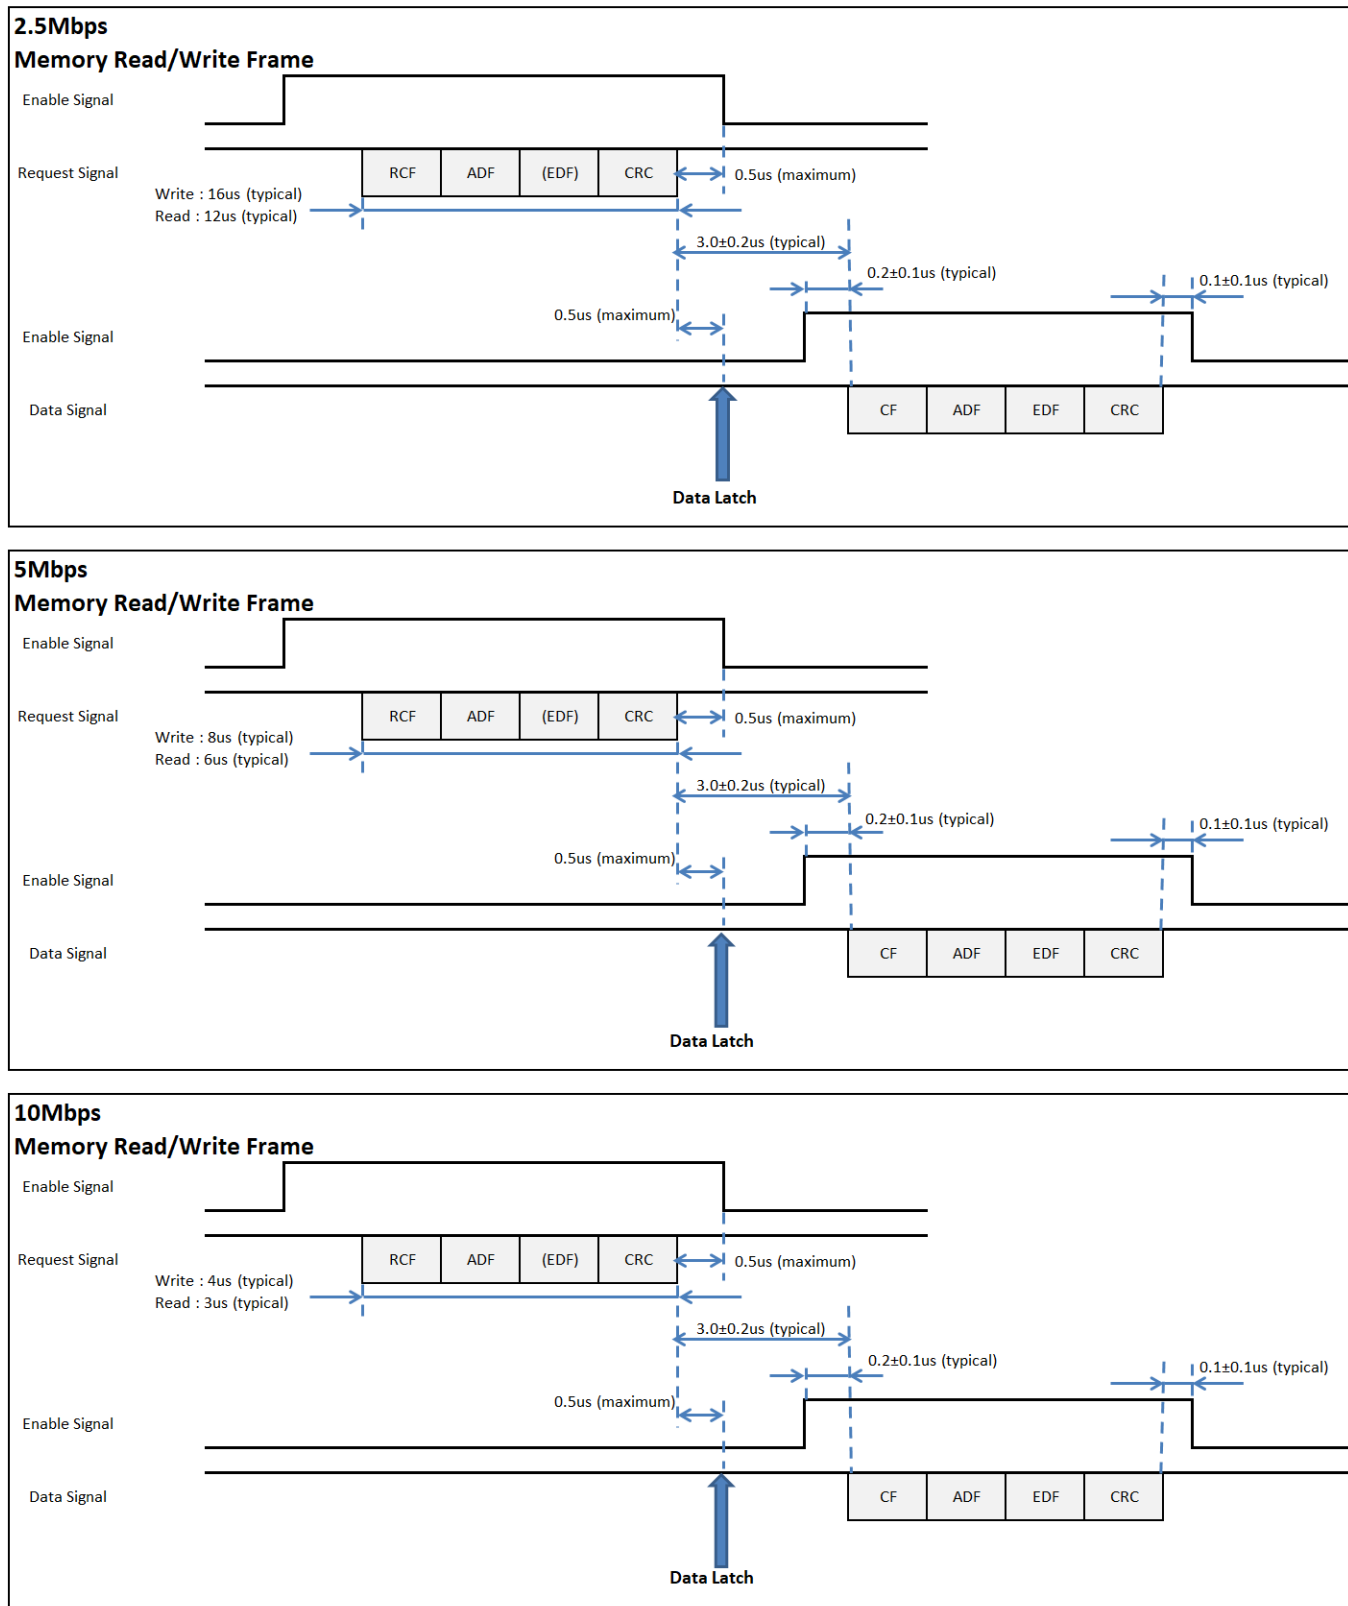 2.5Mbps
Memory Read/Write Frame
Enable Signal
Request Signal
RCF ADF (EDF) CRC
0.5us (maximum)
Write : 16us (typical)
Read : 12us (typical)
3.0±0.2us (typical)
0.2±0.1us (typical)
0.1±0.1us (typical)
0.5us (maximum)
Enable Signal
Data Signal
CF ADF EDF CRC
Data Latch
5Mbps
Memory Read/Write Frame
Enable Signal
Request Signal
RCF ADF (EDF) CRC
0.5us (maximum)
Write : 8us (typical)
Read : 6us (typical)
3.0±0.2us (typical)
0.2±0.1us (typical)
0.1±0.1us (typical)
0.5us (maximum)
Enable Signal
Data Signal
CF ADF EDF CRC
Data Latch
10Mbps
Memory Read/Write Frame
Enable Signal
Request Signal
RCF ADF (EDF) CRC
0.5us (maximum)
Write : 4us (typical)
Read : 3us (typical)
3.0±0.2us (typical)
0.2±0.1us (typical)
0.1±0.1us (typical)
0.5us (maximum)
Enable Signal
Data Signal
CF ADF EDF CRC
Data Latch